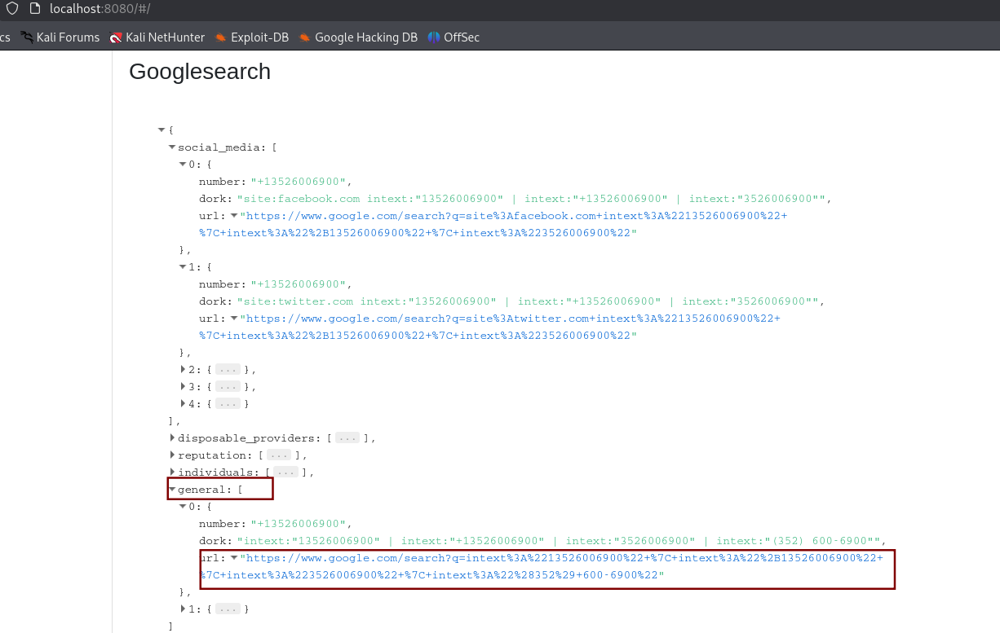 localhost:8080/#/
cs Kali Forums Kali NetHunter Exploit-DB Google Hacking DB OffSec
Googlesearch
{
social_media: [
0: {
number: "+13526006900",
dork: "site:facebook.com intext:"13526006900" | intext:"+13526006900" | intext:"3526006900"",
url: "https://www.google.com/search?q=site%3Afacebook.com+intext%3A%2213526006900%22+
%7C+intext%3A%22%2B13526006900%22+%7C+intext%3A%223526006900%22"
},
1: {
number: "+13526006900",
dork: "site:twitter.com intext:"13526006900" | intext:"+13526006900" | intext:"3526006900"",
url: "https://www.google.com/search?q=site%3Atwitter.com+intext%3A%2213526006900%22+
%7C+intext%3A%22%2B13526006900%22+%7C+intext%3A%223526006900%22"
},
2: { ... },
3: { ... },
4: { ... }
],
disposable_providers: [ ... ],
reputation: [ ... ],
individuals: [ ... ],
general: [
0: {
number: "+13526006900",
dork: "intext:"13526006900" | intext:"+13526006900" | intext:"3526006900" | intext:"(352) 600-6900"",
url: "https://www.google.com/search?q=intext%3A%2213526006900%22+%7C+intext%3A%22%2B13526006900%22+
%7C+intext%3A%223526006900%22+%7C+intext%3A%22%28352%29+600-6900%22"
},
1: { ... }
]